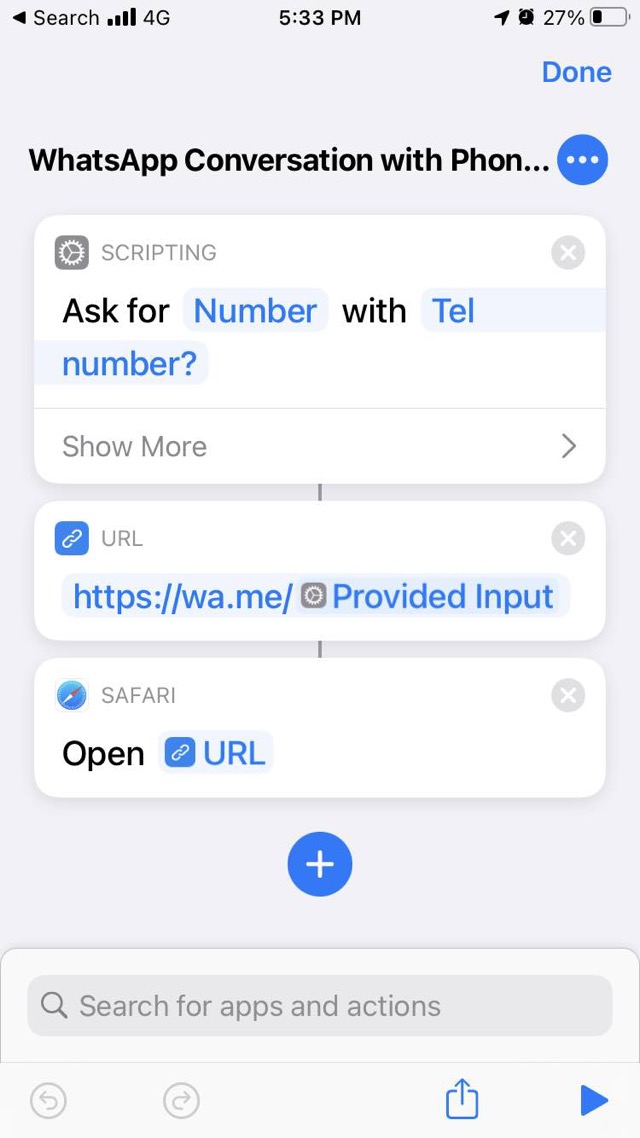 Search 4G 5:33 PM 27%
Done
WhatsApp Conversation with Phon...
SCRIPTING
Ask for Number with Tel
number?
Show More
URL
https://wa.me/ Provided Input
SAFARI
Open URL
Search for apps and actions